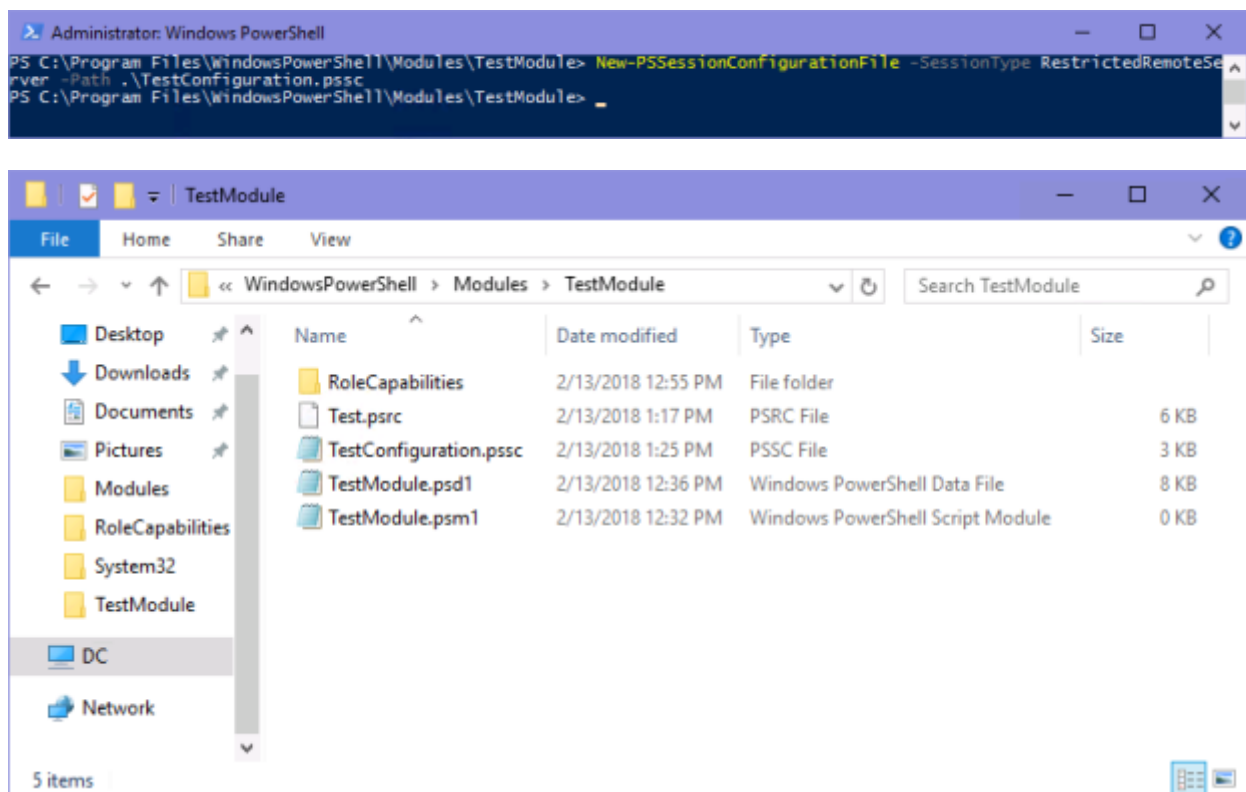 Administrator: Windows PowerShell
PS C:\Program Files\WindowsPowerShell\Modules\TestModule> New-PSSessionConfigurationFile -SessionType RestrictedRemoteSe
rver -Path .\TestConfiguration.pssc
PS C:\Program Files\WindowsPowerShell\Modules\TestModule> _
TestModule
File Home Share View
« WindowsPowerShell > Modules > TestModule Search TestModule
Desktop
Downloads
Documents
Pictures
Modules
RoleCapabilities
System32
TestModule
DC
Network
Name Date modified Type Size
RoleCapabilities 2/13/2018 12:55 PM File folder
Test.psrc 2/13/2018 1:17 PM PSRC File 6 KB
TestConfiguration.pssc 2/13/2018 1:25 PM PSSC File 3 KB
TestModule.psd1 2/13/2018 12:36 PM Windows PowerShell Data File 8 KB
TestModule.psm1 2/13/2018 12:32 PM Windows PowerShell Script Module 0 KB
5 items